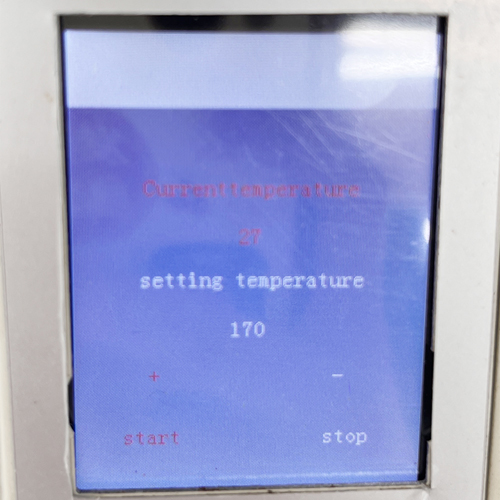 Currenttemperature
27
setting temperature
170
+ -
start stop